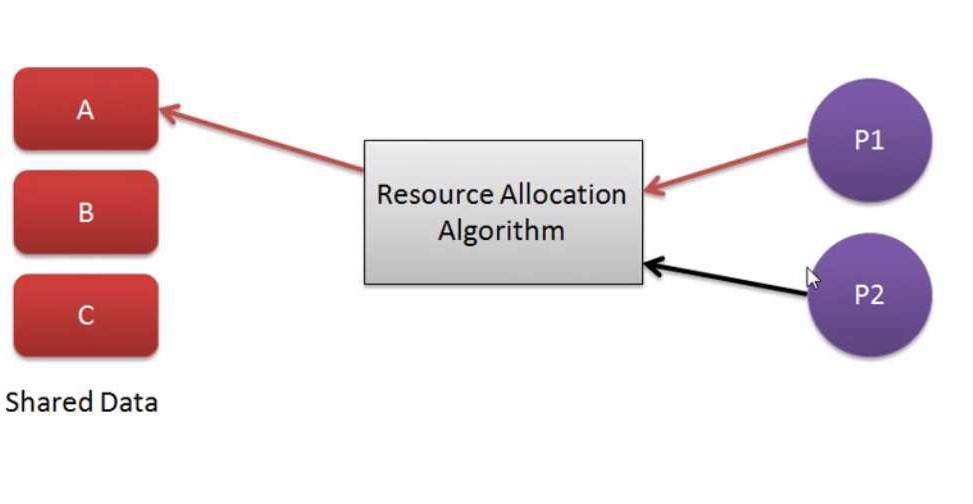 A
B
C
Shared Data
Resource Allocation
Algorithm
P1
P2